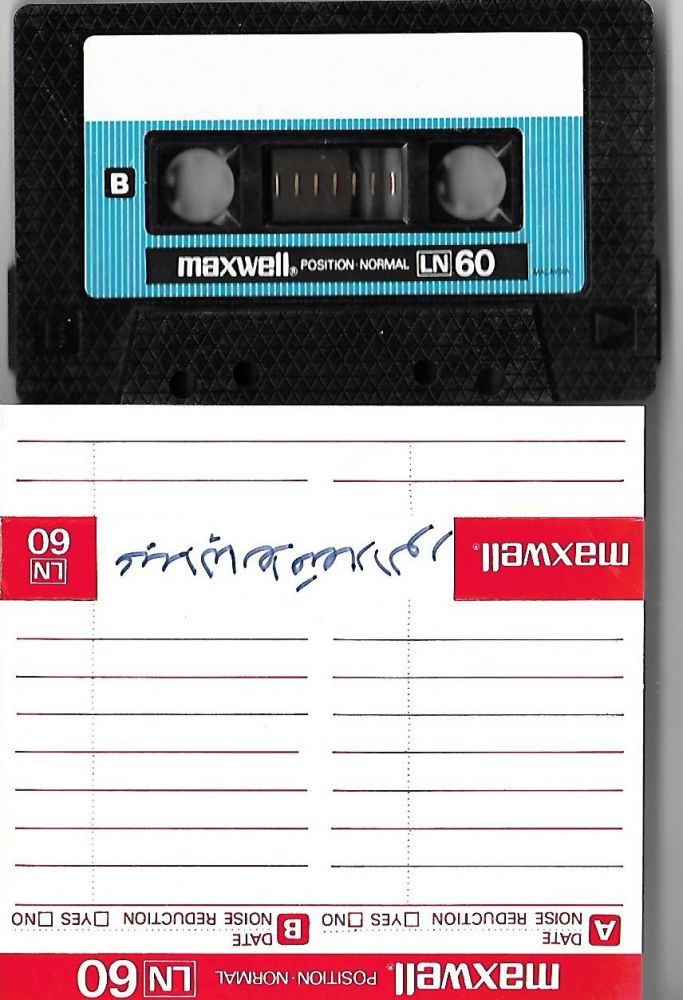 B
maxwell® POSITION·NORMAL LN 60
MALAYSIA
maxwell® POSITION·NORMAL LN 60
A DATE
NOISE REDUCTION □ YES □ NO
B DATE
NOISE REDUCTION □ YES □ NO
maxwell®
LN
60